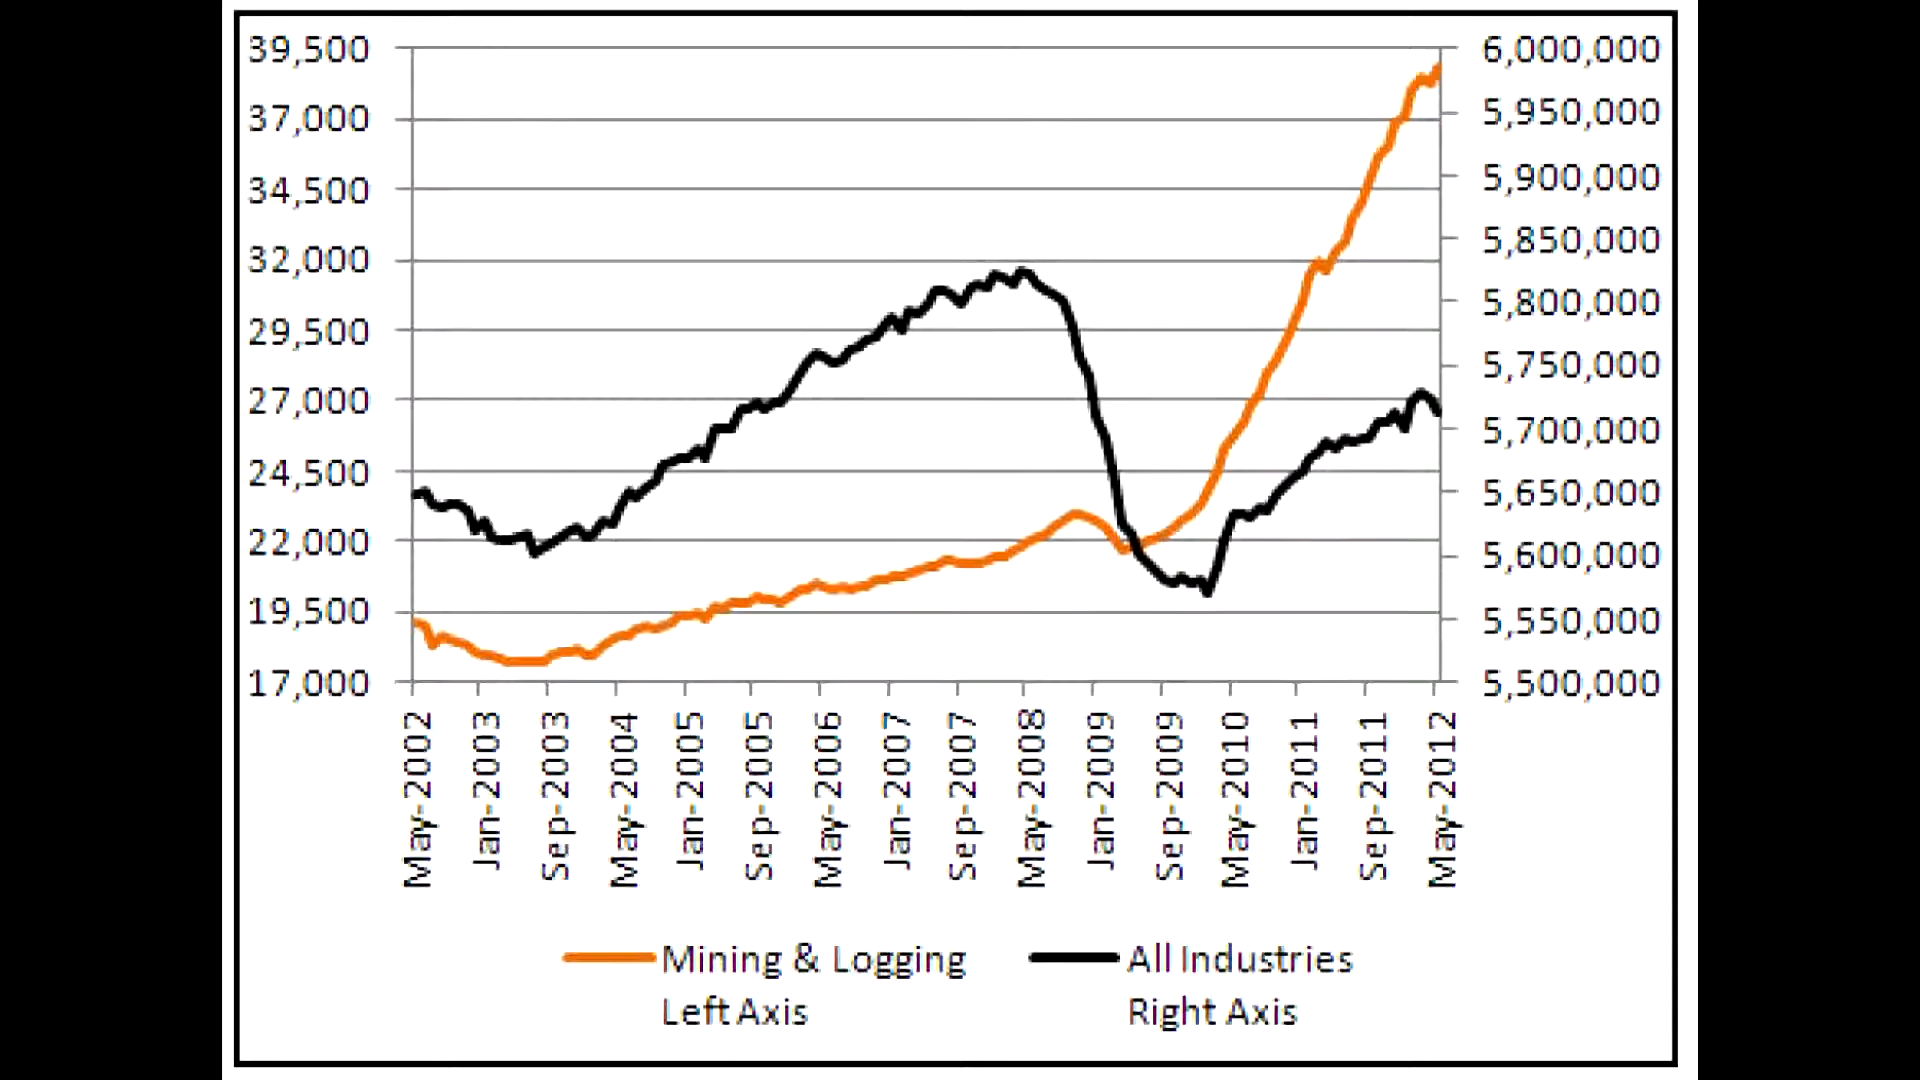 39,500
37,000
34,500
32,000
29,500
27,000
24,500
22,000
19,500
17,000
6,000,000
5,950,000
5,900,000
5,850,000
5,800,000
5,750,000
5,700,000
5,650,000
5,600,000
5,550,000
5,500,000
May-2002
Jan-2003
Sep-2003
May-2004
Jan-2005
Sep-2005
May-2006
Jan-2007
Sep-2007
May-2008
Jan-2009
Sep-2009
May-2010
Jan-2011
Sep-2011
May-2012
Mining & Logging
Left Axis
All Industries
Right Axis